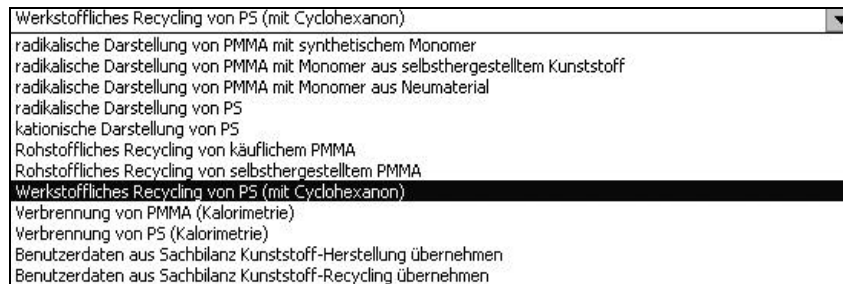 Werkstoffliches Recycling von PS (mit Cyclohexanon)
radikalische Darstellung von PMMA mit synthetischem Monomer
radikalische Darstellung von PMMA mit Monomer aus selbsthergestelltem Kunststoff
radikalische Darstellung von PMMA mit Monomer aus Neumaterial
radikalische Darstellung von PS
kationische Darstellung von PS
Rohstoffliches Recycling von käuflichem PMMA
Rohstoffliches Recycling von selbsthergestelltem PMMA
Werkstoffliches Recycling von PS (mit Cyclohexanon)
Verbrennung von PMMA (Kalorimetrie)
Verbrennung von PS (Kalorimetrie)
Benutzerdaten aus Sachbilanz Kunststoff-Herstellung übernehmen
Benutzerdaten aus Sachbilanz Kunststoff-Recycling übernehmen